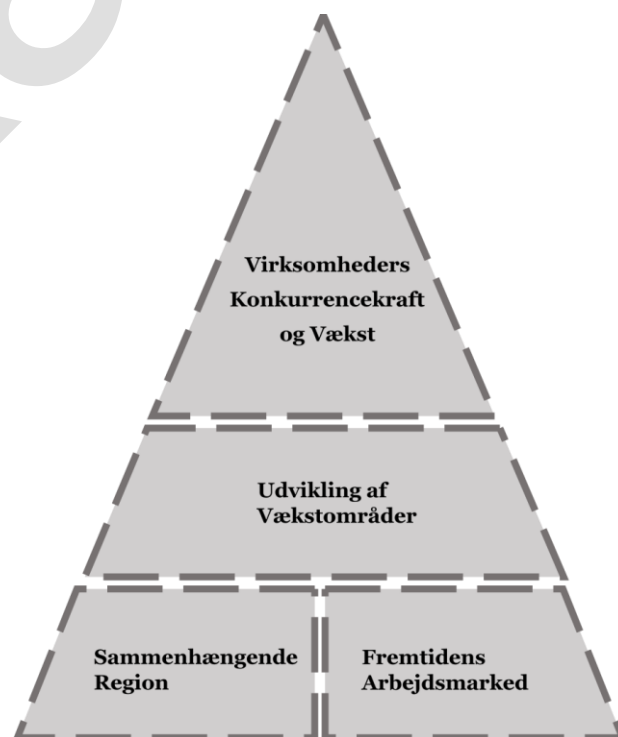 Virksomheders
Konkurrencekraft
og Vækst
Udvikling af
Vækstområder
Sammenhængende
Region
Fremtidens
Arbejdsmarked